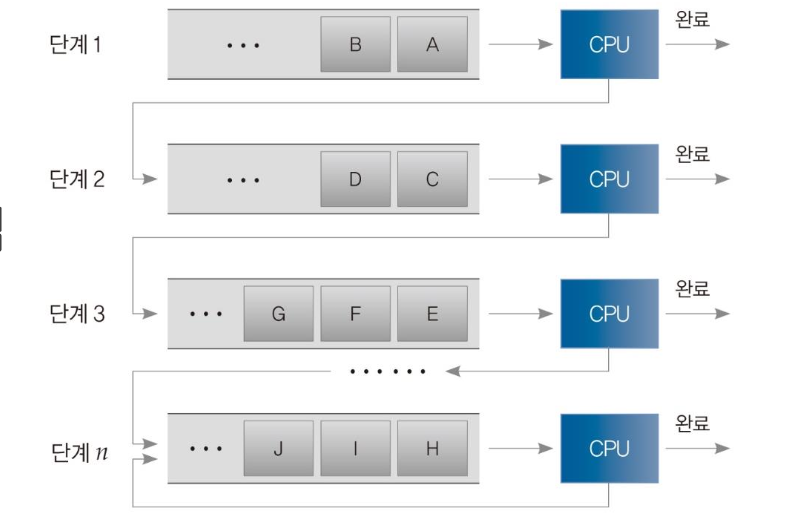 단계 1 ••• B A CPU 완료
단계 2 ••• D C CPU 완료
단계 3 ••• G F E CPU 완료
••••••
단계 n ••• J I H CPU 완료